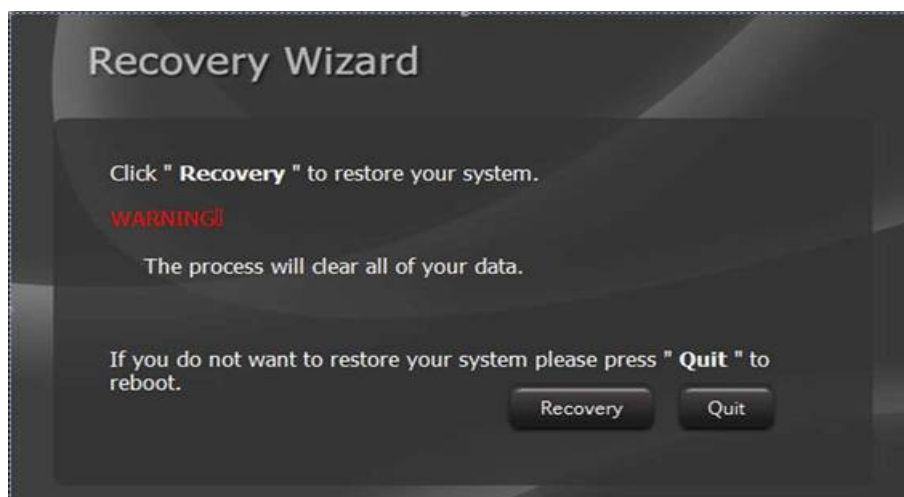 Recovery Wizard
Click " Recovery " to restore your system.
WARNING
The process will clear all of your data.
If you do not want to restore your system please press " Quit " to
reboot.
Recovery Quit